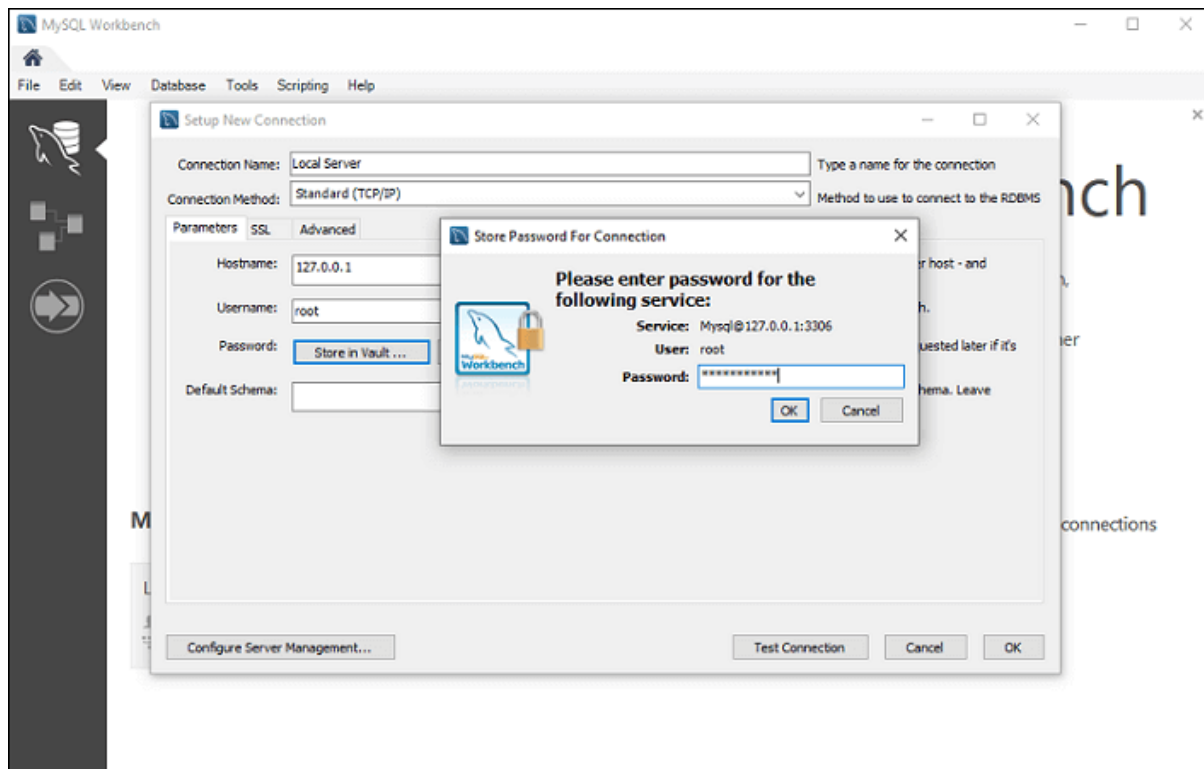 MySQL Workbench
File Edit View Database Tools Scripting Help
Setup New Connection
Connection Name: Local Server Type a name for the connection
Connection Method: Standard (TCP/IP) Method to use to connect to the RDBMS
nch
Parameters SSL Advanced
Store Password For Connection
Hostname: 127.0.0.1
host - and
Please enter password for the
following service:
Service: Mysql@127.0.0.1:3306
Username: root
User: root
Password: Store in Vault ...
later if it's
Password: ***********
Default Schema:
Leave
OK Cancel
MySQL
Workbench
M
connections
L
Configure Server Management... Test Connection Cancel OK